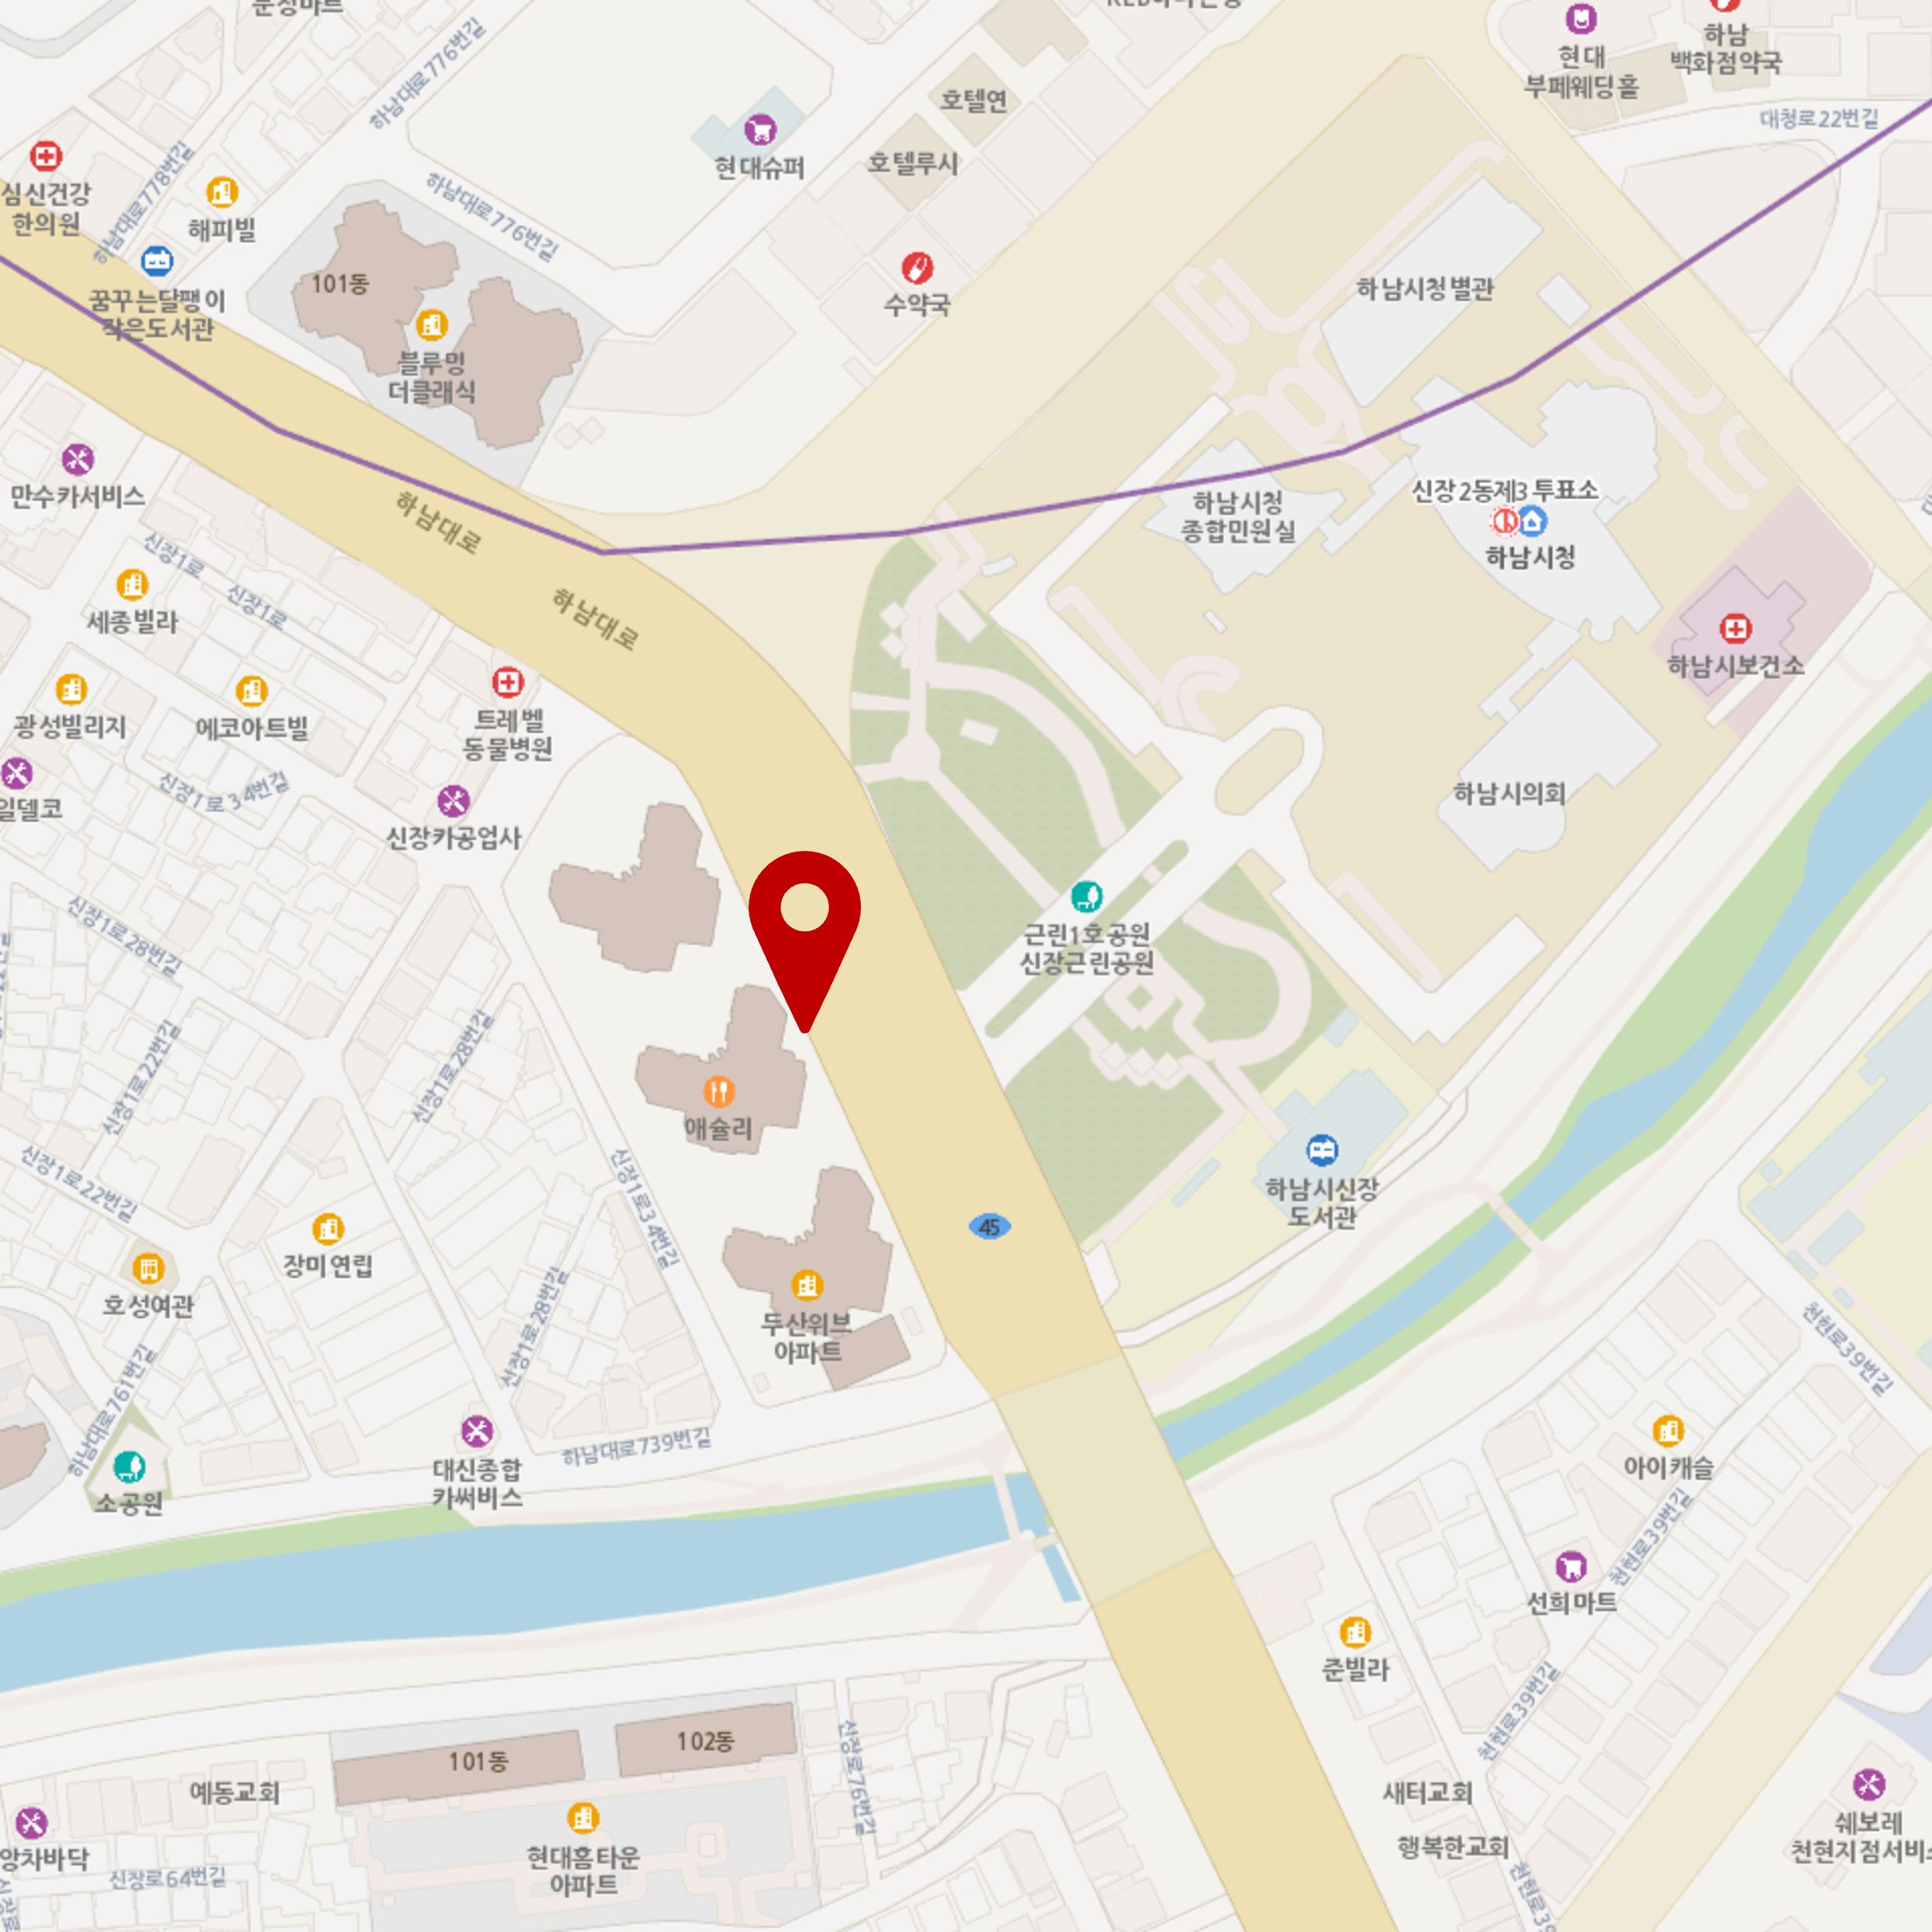 문성마트
하남대로776번길
현대
부페웨딩홀
하남
백화점약국
대청로22번길
호텔연
현대슈퍼
호텔루시
심신건강
한의원
하남대로778번길
해피빌
하남대로776번길
꿈꾸는달팽이
작은도서관
101동
블루밍
더클래식
수약국
하남시청별관
만수카서비스
하남대로
하남시청
종합민원실
신장2동제3투표소
하남시청
신장1로
신장1로
세종빌라
하남대로
하남시보건소
광성빌리지
에코아트빌
트레벨
동물병원
신장1로34번길
일델코
신장카공업사
하남시의회
신장1로28번길
근린1호공원
신장근린공원
신장1로22번길
신장1로28번길
애슐리
신장1로22번길
신장1로34번길
하남시신장
도서관
45
장미연립
호성여관
신장1로28번길
두산위브
아파트
천현로39번길
하남대로761번길
소공원
대신종합
카써비스
하남대로739번길
아이캐슬
천현로39번길
선희마트
준빌라
천현로39번길
101동
102동
신장로76번길
예동교회
새터교회
현대홈타운
아파트
행복한교회
쉐보레
천현지점서비스
앙차바닥
신장로64번길
신장로
천현로39